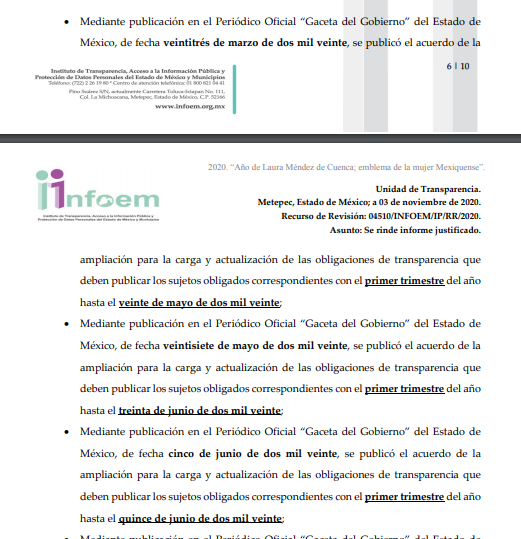 • Mediante publicación en el Periódico Oficial “Gaceta del Gobierno” del Estado de
México, de fecha veintitrés de marzo de dos mil veinte, se publicó el acuerdo de la
6 | 10
Instituto de Transparencia, Acceso a la Información Pública y
Protección de Datos Personales del Estado de México y Municipios
Teléfono: (722) 2 26 19 80 * Centro de atención telefónica: 01 800 821 04 41
Pino Suárez S/N, actualmente Carretera Toluca-Ixtapan No. 111,
Col. La Michoacana, Metepec, Estado de México, C.P. 52166
www.infoem.org.mx
2020. “Año de Laura Méndez de Cuenca; emblema de la mujer Mexiquense”.
infoem
Instituto de Transparencia, Acceso a la Información Pública y
Protección de Datos Personales del Estado de México y Municipios
Unidad de Transparencia.
Metepec, Estado de México; a 03 de noviembre de 2020.
Recurso de Revisión: 04510/INFOEM/IP/RR/2020.
Asunto: Se rinde informe justificado.
ampliación para la carga y actualización de las obligaciones de transparencia que
deben publicar los sujetos obligados correspondientes con el primer trimestre del año
hasta el veinte de mayo de dos mil veinte;
• Mediante publicación en el Periódico Oficial “Gaceta del Gobierno” del Estado de
México, de fecha veintisiete de mayo de dos mil veinte, se publicó el acuerdo de la
ampliación para la carga y actualización de las obligaciones de transparencia que
deben publicar los sujetos obligados correspondientes con el primer trimestre del año
hasta el treinta de junio de dos mil veinte;
• Mediante publicación en el Periódico Oficial “Gaceta del Gobierno” del Estado de
México, de fecha cinco de junio de dos mil veinte, se publicó el acuerdo de la
ampliación para la carga y actualización de las obligaciones de transparencia que
deben publicar los sujetos obligados correspondientes con el primer trimestre del año
hasta el quince de junio de dos mil veinte;
• Mediante publicación en el Periódico Oficial “Gaceta del Gobierno” del Estado de